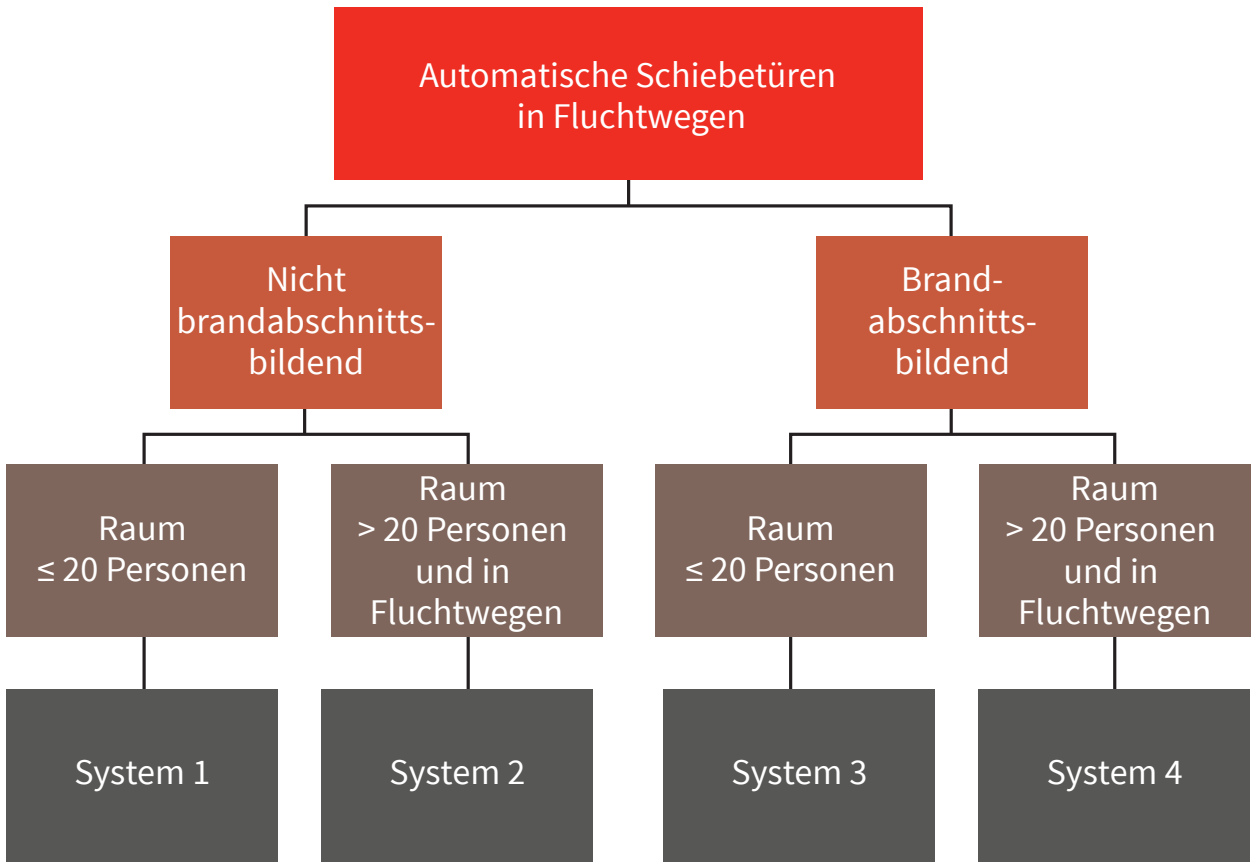 Automatische Schiebetüren
in Fluchtwegen
Nicht
brandabschnitts-
bildend
Brand-
abschnitts-
bildend
Raum
≤ 20 Personen
Raum
> 20 Personen
und in
Fluchtwegen
Raum
≤ 20 Personen
Raum
> 20 Personen
und in
Fluchtwegen
System 1
System 2
System 3
System 4